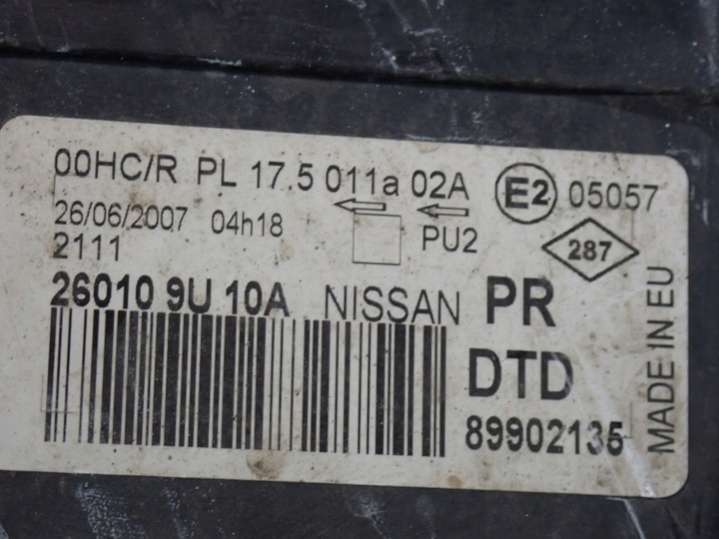 00HC/R PL 17.5 011a 02A E2 05057
26/06/2007 04h18 PU2 287
2111
26010 9U 10A NISSAN PR
DTD
89902135
MADE IN EU